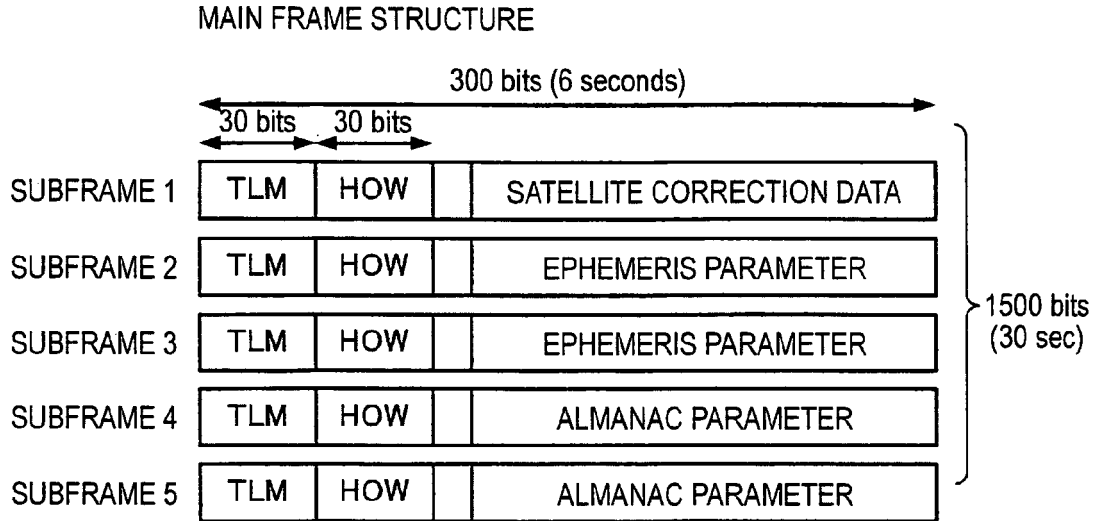 MAIN FRAME STRUCTURE
300 bits (6 seconds)
30 bits 30 bits
SUBFRAME 1 TLM HOW SATELLITE CORRECTION DATA
SUBFRAME 2 TLM HOW EPHEMERIS PARAMETER
SUBFRAME 3 TLM HOW EPHEMERIS PARAMETER
SUBFRAME 4 TLM HOW ALMANAC PARAMETER
SUBFRAME 5 TLM HOW ALMANAC PARAMETER
1500 bits
(30 sec)